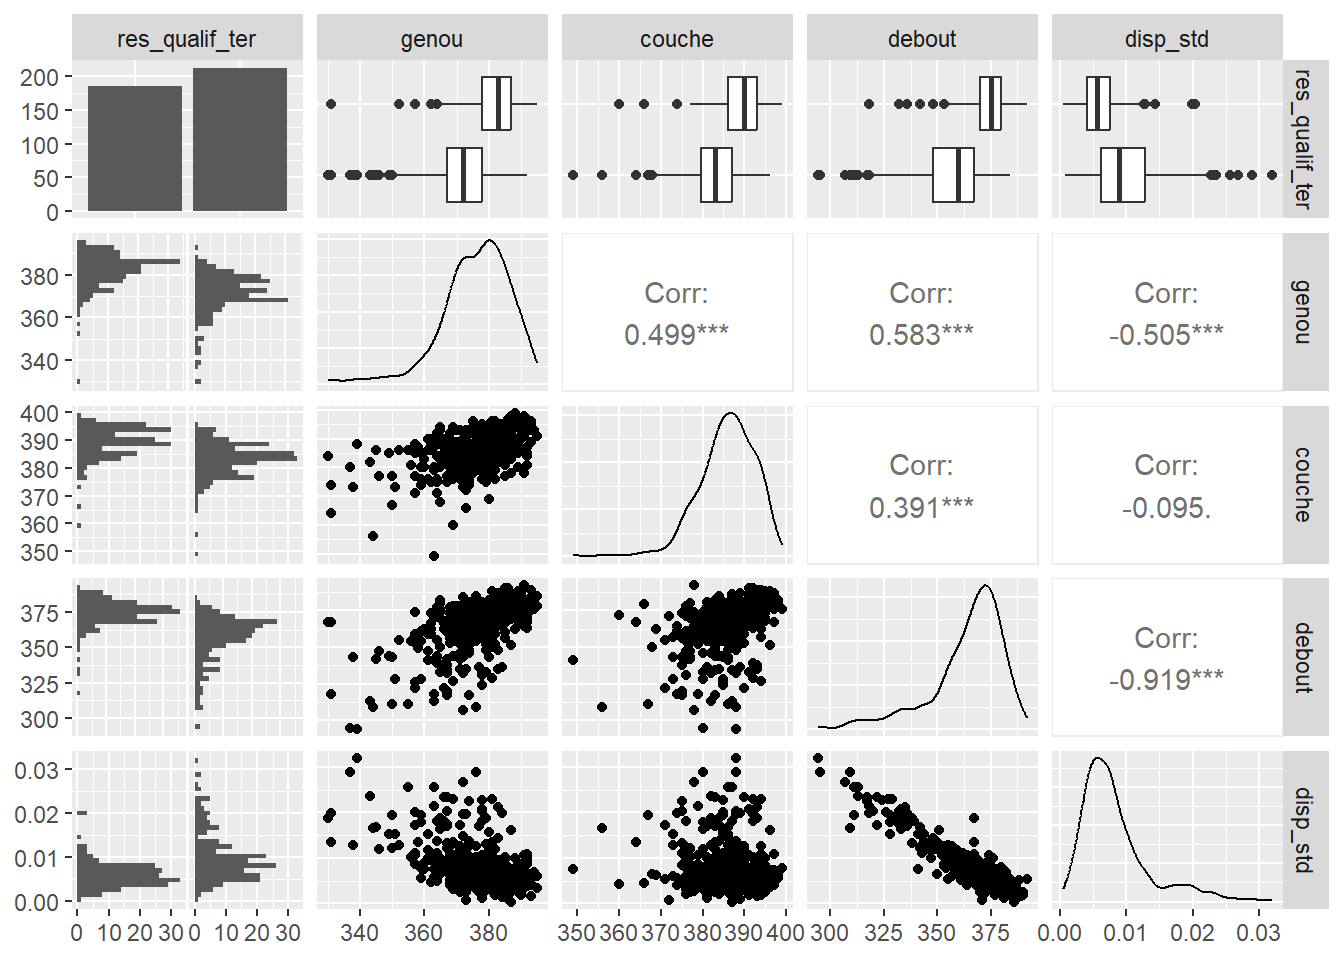 res_qualif_ter genou couche debout disp_std
200
150
100
50
0
res_qualif_ter
380
360
340
Corr:
0.499***
Corr:
0.583***
Corr:
-0.505***
genou
400
390
380
370
360
350
Corr:
0.391***
Corr:
-0.095.
couche
375
350
325
300
Corr:
-0.919***
debout
0.03
0.02
0.01
0.00
disp_std
0 10 20 30 0 10 20 30 340 360 380 350 360 370 380 390 400 300 325 350 375 0.00 0.01 0.02 0.03